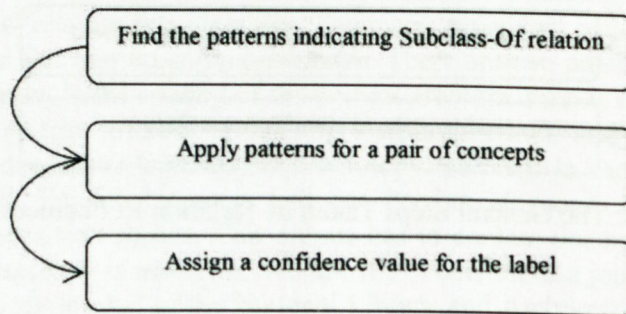 Find the patterns indicating Subclass-Of relation
Apply patterns for a pair of concepts
Assign a confidence value for the label